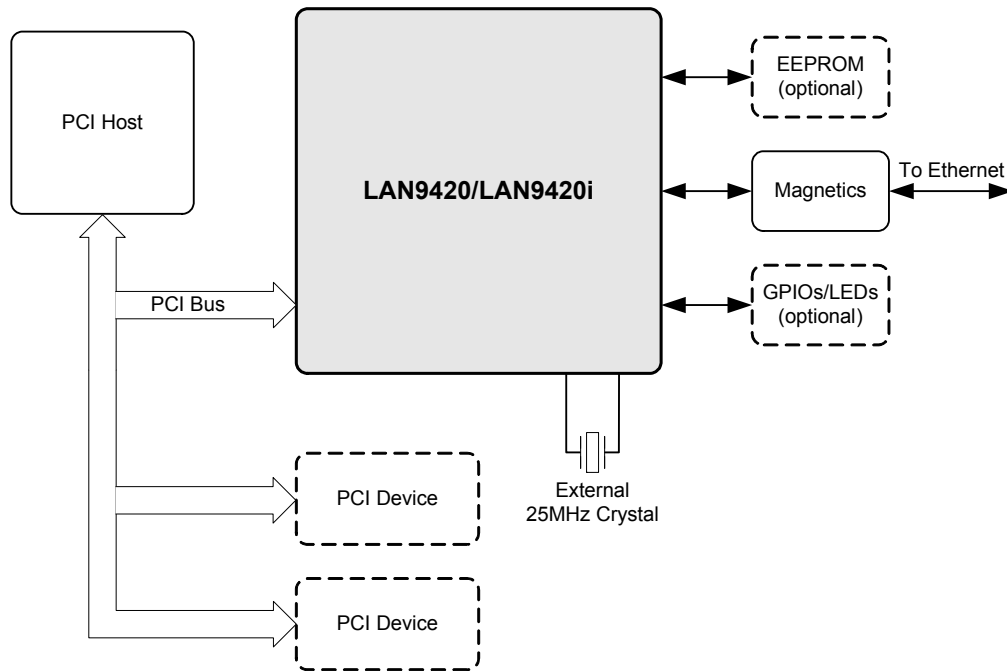 PCI Host
LAN9420/LAN9420i
EEPROM
(optional)
To Ethernet
Magnetics
PCI Bus
GPIOs/LEDs
(optional)
PCI Device
External
25MHz Crystal
PCI Device